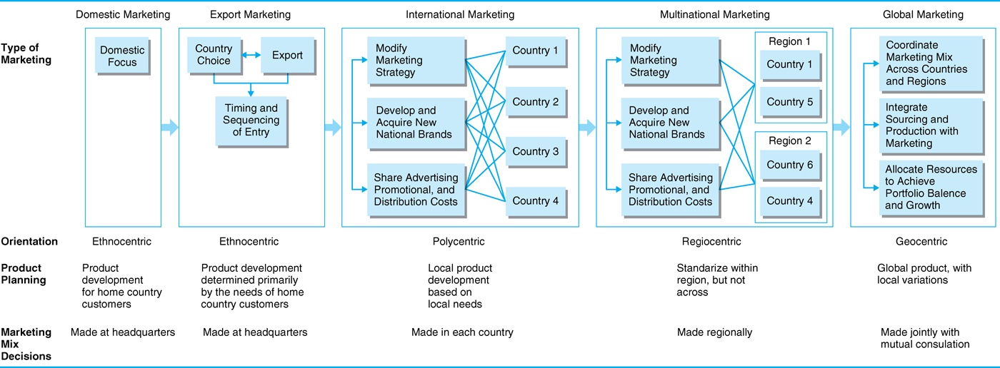 Domestic Marketing
Export Marketing
International Marketing
Multinational Marketing
Global Marketing
Type of
Marketing
Domestic
Focus
Country
Choice
Export
Timing and
Sequencing
of Entry
Modify
Marketing
Strategy
Develop and
Acquire New
National Brands
Share Advertising
Promotional, and
Distribution Costs
Country 1
Country 2
Country 3
Country 4
Modify
Marketing
Strategy
Develop and
Acquire New
National Brands
Share Advertising
Promotional, and
Distribution Costs
Region 1
Country 1
Country 5
Region 2
Country 6
Country 4
Coordinate
Marketing Mix
Across Countries
and Regions
Integrate
Sourcing and
Production with
Marketing
Allocate Resources
to Achieve
Portfolio Balence
and Growth
Orientation
Ethnocentric
Ethnocentric
Polycentric
Regiocentric
Geocentric
Product
Planning
Product
development
for home country
customers
Product development
determined primarily
by the needs of home
country customers
Local product
development
based on
local needs
Standarize within
region, but not
across
Global product, with
local variations
Marketing
Mix
Decisions
Made at headquarters
Made at headquarters
Made in each country
Made regionally
Made jointly with
mutual consulation